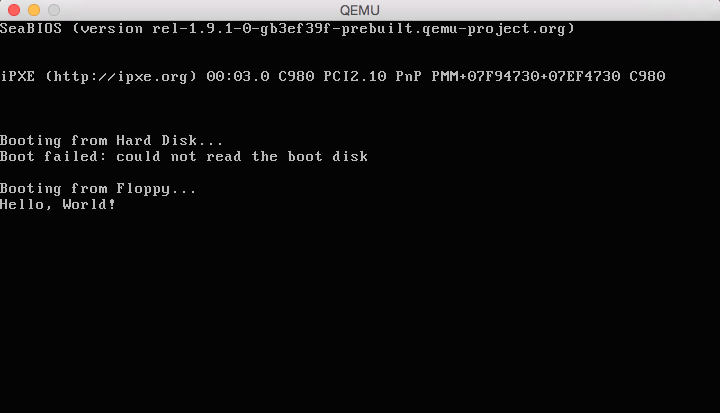 QEMU
SeaBIOS (version rel-1.9.1-0-gb3ef39f-prebuilt.qemu-project.org)
iPXE (http://ipxe.org) 00:03.0 C980 PCI2.10 PnP PMM+07F94730+07EF4730 C980
Booting from Hard Disk...
Boot failed: could not read the boot disk
Booting from Floppy...
Hello, World!